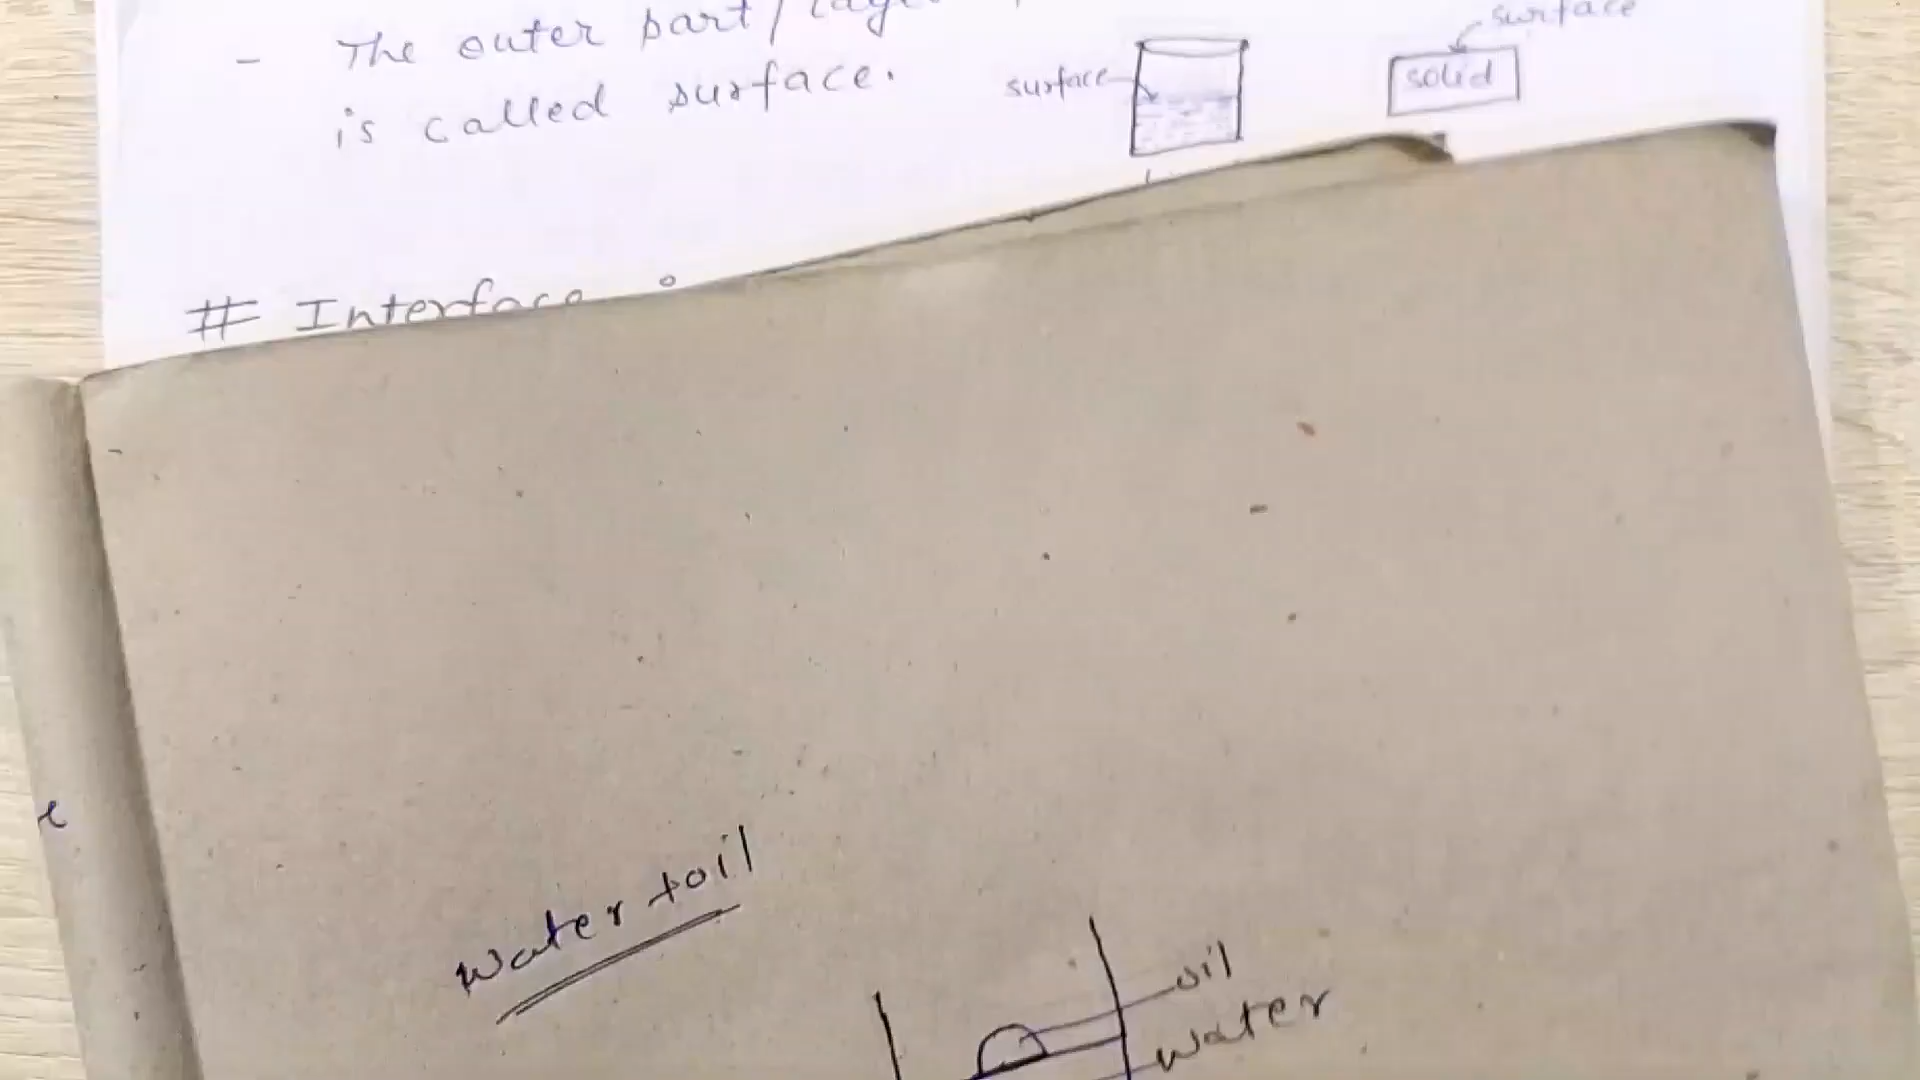 - The outer part /
is called surface.
surface
surface
solid
# Interface :
water + oil
oil
water